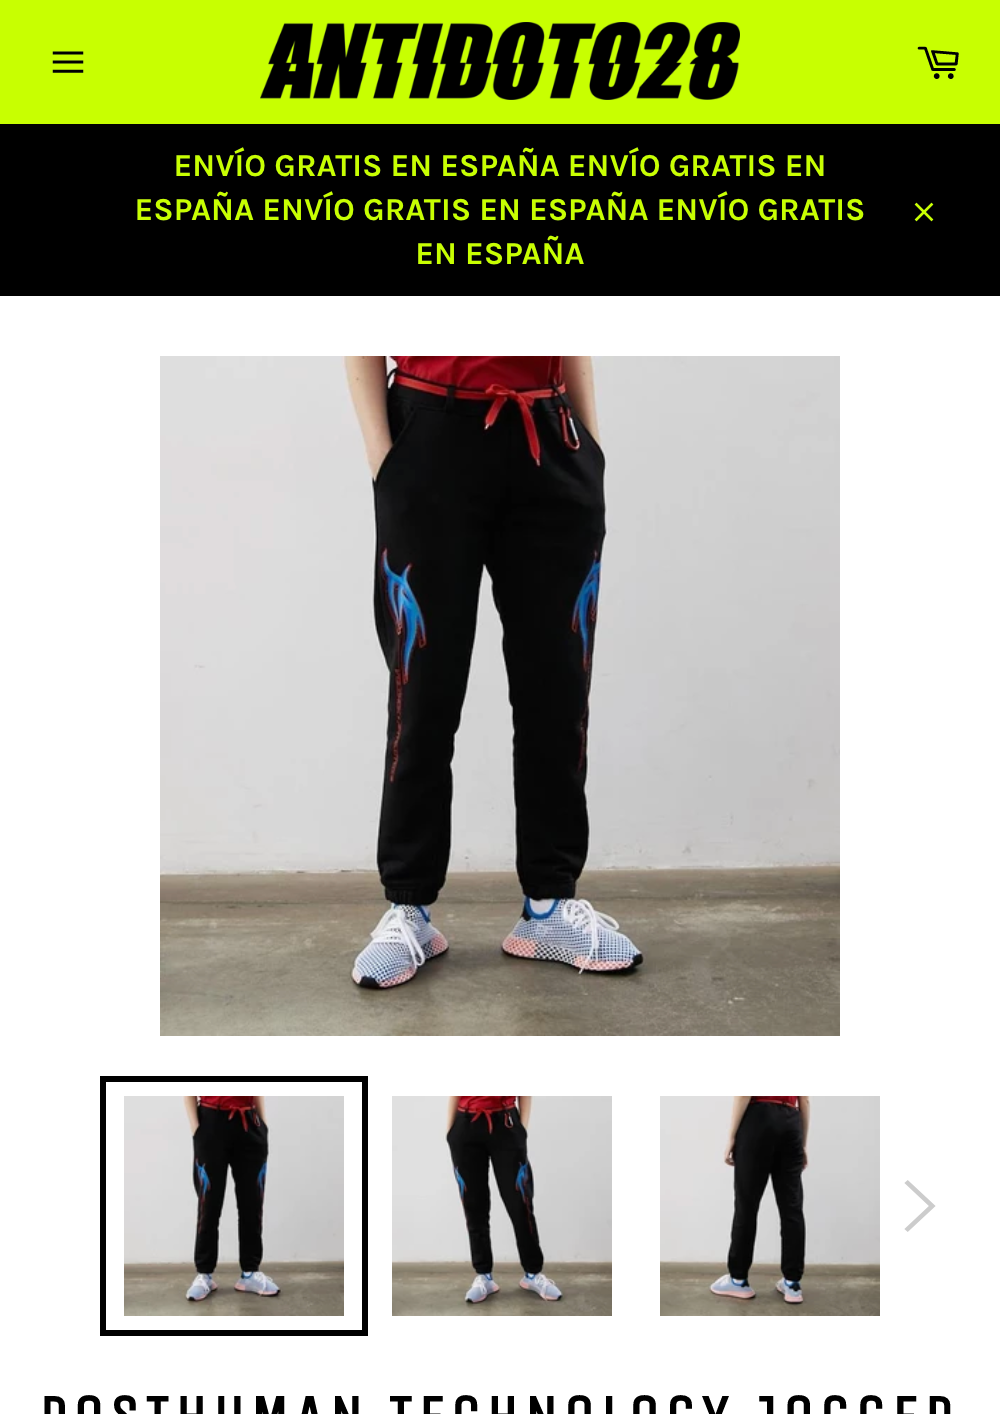 ANTIDOTO28
ENVÍO GRATIS EN ESPAÑA ENVÍO GRATIS EN
ESPAÑA ENVÍO GRATIS EN ESPAÑA ENVÍO GRATIS
EN ESPAÑA
POSTHUMAN TECHNOLOGY JOGGER